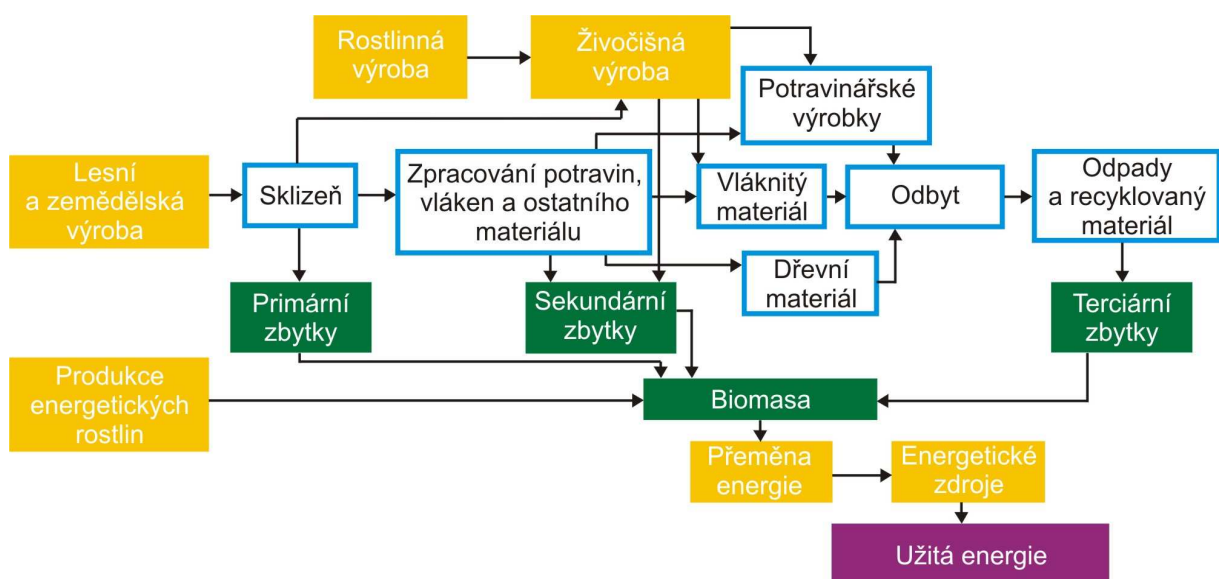 Rostlinná
výroba
Živočišná
výroba
Potravinářské
výrobky
Lesní
a zemědělská
výroba
Sklizeň
Zpracování potravin,
vláken a ostatního
materiálu
Vláknitý
materiál
Odbyt
Odpady
a recyklovaný
materiál
Dřevní
materiál
Primární
zbytky
Sekundární
zbytky
Terciární
zbytky
Produkce
energetických
rostlin
Biomasa
Přeměna
energie
Energetické
zdroje
Užitá energie